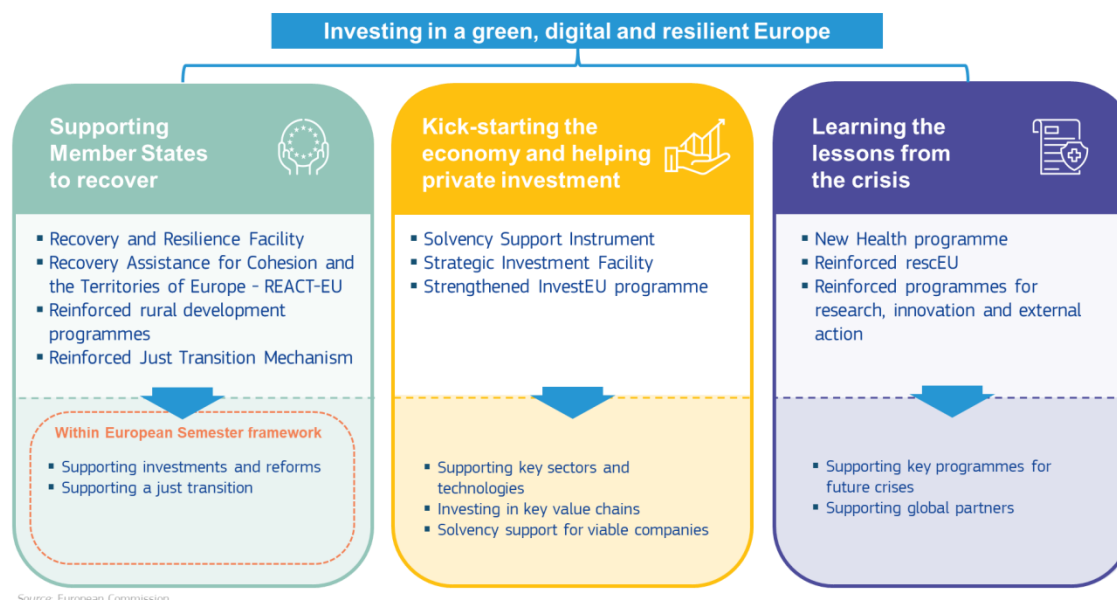 Investing in a green, digital and resilient Europe
Supporting
Member States
to recover
▪ Recovery and Resilience Facility
▪ Recovery Assistance for Cohesion and
the Territories of Europe - REACT-EU
▪ Reinforced rural development
programmes
▪ Reinforced Just Transition Mechanism
Within European Semester framework
▪ Supporting investments and reforms
▪ Supporting a just transition
Kick-starting the
economy and helping
private investment
▪ Solvency Support Instrument
▪ Strategic Investment Facility
▪ Strengthened InvestEU programme
▪ Supporting key sectors and
technologies
▪ Investing in key value chains
▪ Solvency support for viable companies
Learning the
lessons from
the crisis
▪ New Health programme
▪ Reinforced rescEU
▪ Reinforced programmes for
research, innovation and external
action
▪ Supporting key programmes for
future crises
▪ Supporting global partners
Source: European Commission